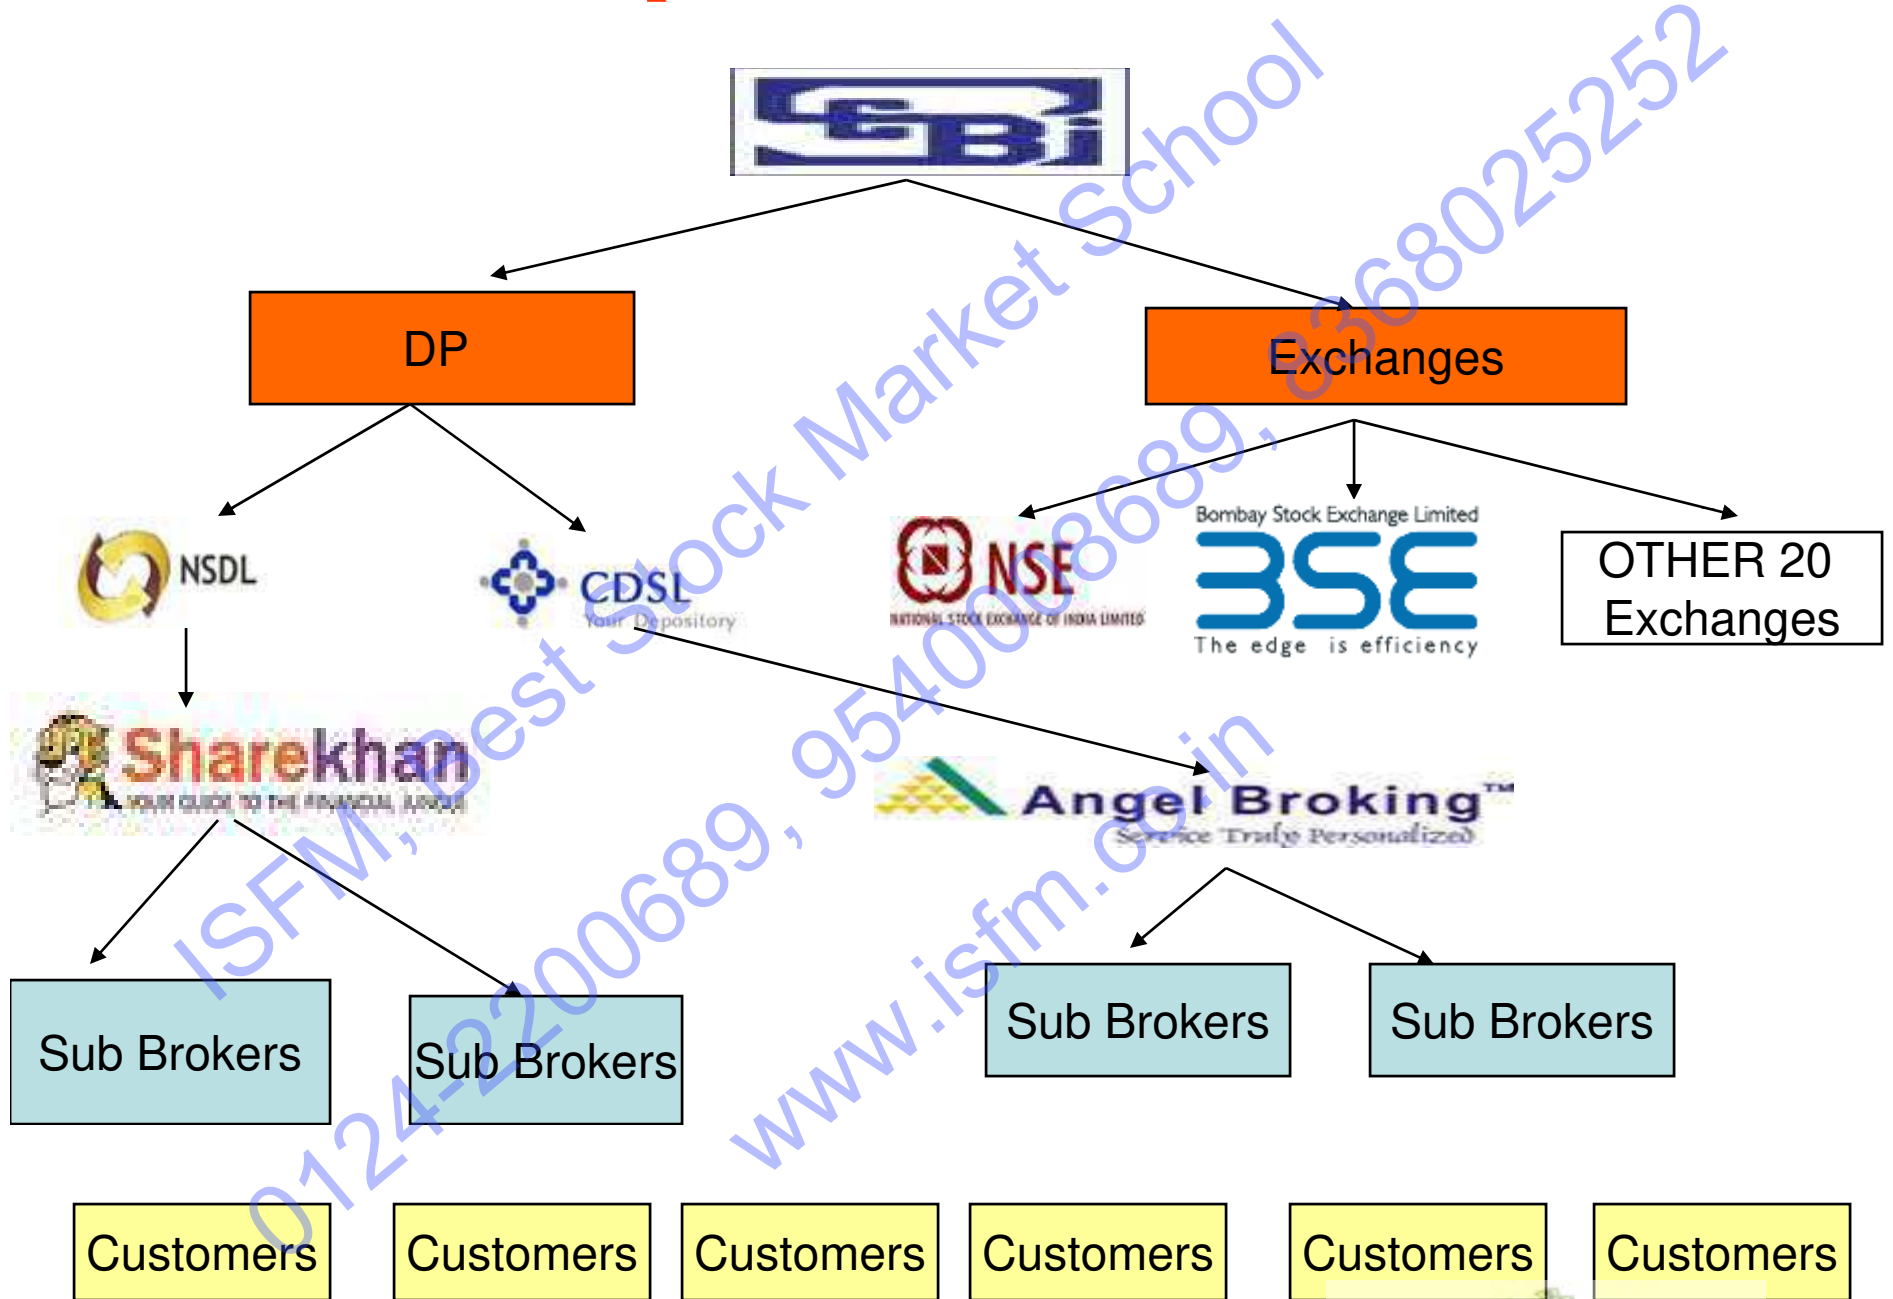 SEBI
DP
Exchanges
NSDL
CDSL
Your Depository
NSE
NATIONAL STOCK EXCHANGE OF INDIA LIMITED
Bombay Stock Exchange Limited
BSE
The edge is efficiency
OTHER 20
Exchanges
Sharekhan
YOUR GUIDE TO THE FINANCIAL JUNGLE
Angel Broking™
Service Truly Personalized
Sub Brokers
Sub Brokers
Sub Brokers
Sub Brokers
Customers
Customers
Customers
Customers
Customers
Customers
ISFM, Best Stock Market School
0124-2200689, 9540008689, 8368025252
www.isfm.co.in